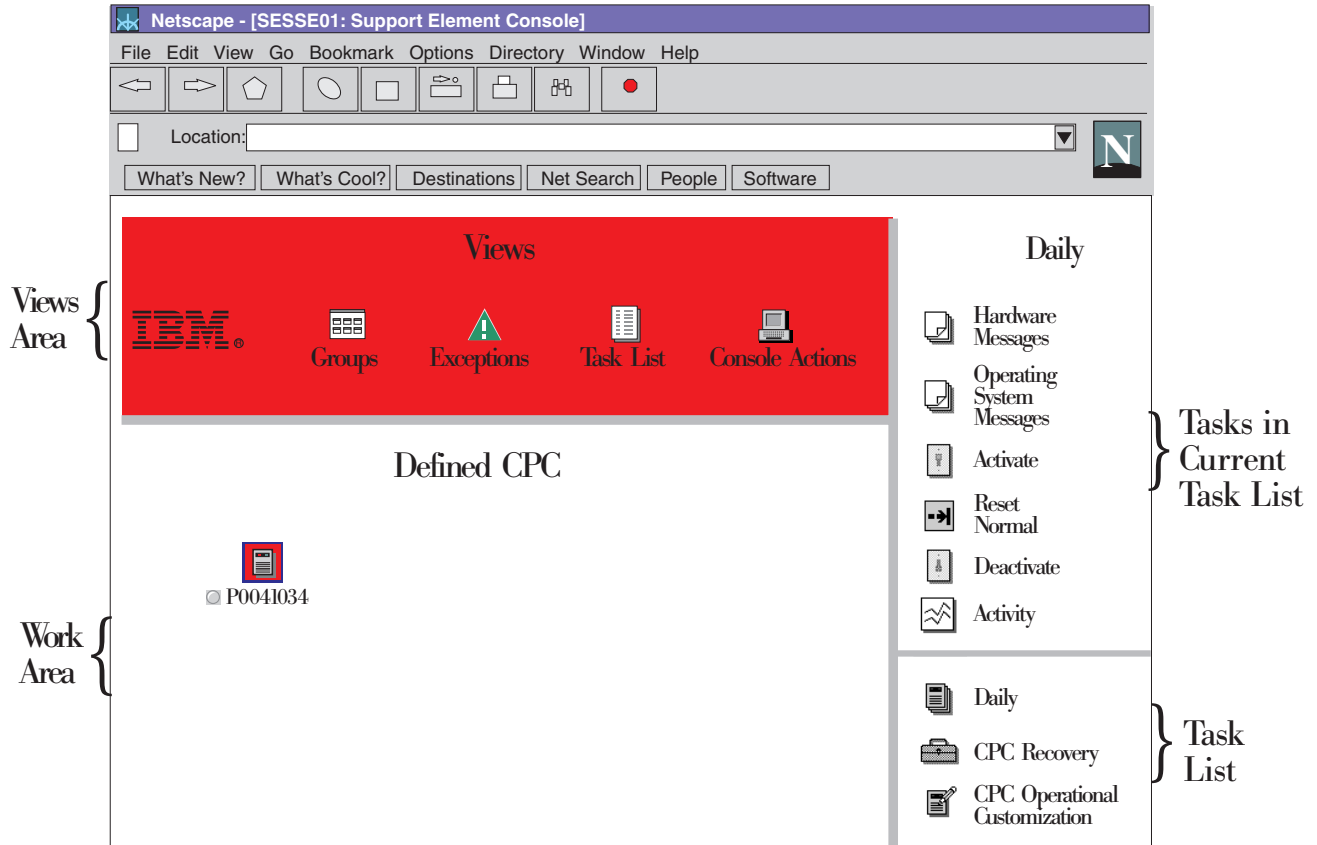 Netscape - [SESSE01: Support Element Console]
File Edit View Go Bookmark Options Directory Window Help
Location:
N
What's New? What's Cool? Destinations Net Search People Software
Views
Area
Views
IBM®
Groups
Exceptions
Task List
Console Actions
Defined CPC
P0041034
Work
Area
Daily
Hardware
Messages
Operating
System
Messages
Activate
Reset
Normal
Deactivate
Activity
Tasks in
Current
Task List
Daily
CPC Recovery
CPC Operational
Customization
Task
List